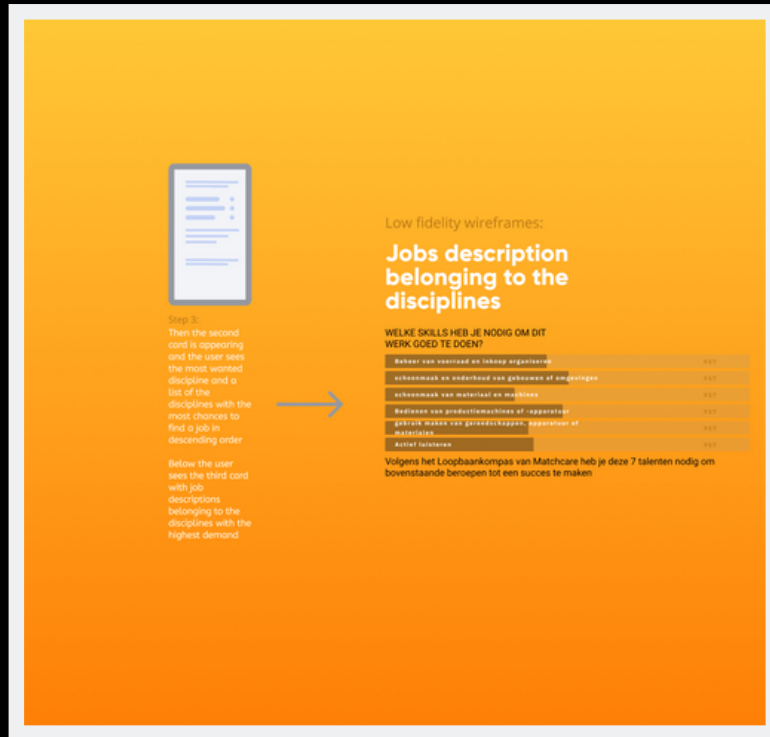 Step 3:
Then the second
card is appearing
and the user sees
the most wanted
discipline and a
list of the
disciplines with the
most chances to
find a job in
descending order
Below the user
sees the third card
with job
descriptions
belonging to the
disciplines with the
highest demand
Low fidelity wireframes:
Jobs description
belonging to the
disciplines
WELKE SKILLS HEB JE NODIG OM DIT
WERK GOED TE DOEN?
Beheer van voorraad en inkoop organiseren
schoonmaak en onderhoud van gebouwen of omgevingen
schoonmaak van materiaal en machines
Bedienen van productiemachines of -apparatuur
gebruik maken van gereedschappen, apparatuur of
materialen
Actief luisteren
Volgens het Loopbaankompas van Matchcare heb je deze 7 talenten nodig om
bovenstaande beroepen tot een succes te maken